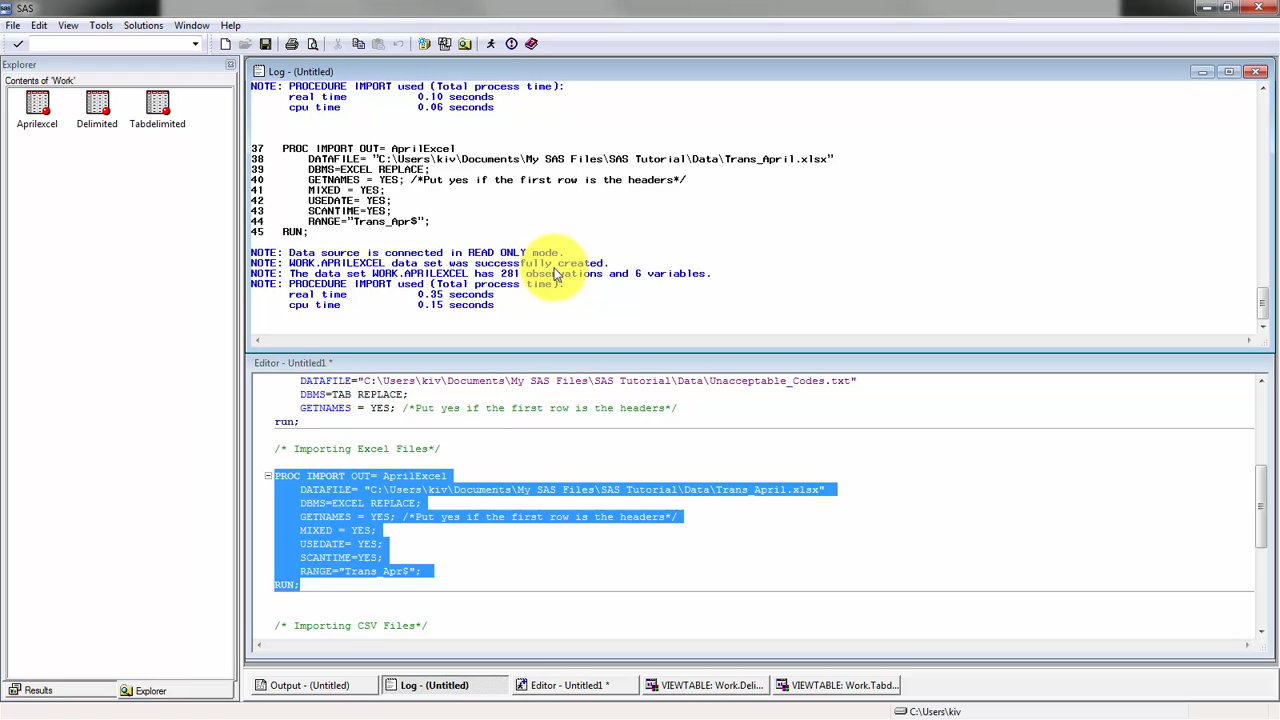 SAS
File Edit View Tools Solutions Window Help
Explorer
Contents of 'Work'
Aprilexcel Delimited Tabdelimited
Log - (Untitled)
NOTE: PROCEDURE IMPORT used (Total process time):
real time 0.10 seconds
cpu time 0.06 seconds
37 PROC IMPORT OUT= AprilExcel
38 DATAFILE= "C:\Users\kiv\Documents\My SAS Files\SAS Tutorial\Data\Trans_April.xlsx"
39 DBMS=EXCEL REPLACE;
40 GETNAMES = YES; /*Put yes if the first row is the headers*/
41 MIXED = YES;
42 USEDATE= YES;
43 SCANTIME=YES;
44 RANGE="Trans_Apr$";
45 RUN;
NOTE: Data source is connected in READ ONLY mode.
NOTE: WORK.APRILEXCEL data set was successfully created.
NOTE: The data set WORK.APRILEXCEL has 281 observations and 6 variables.
NOTE: PROCEDURE IMPORT used (Total process time):
real time 0.35 seconds
cpu time 0.15 seconds
Editor - Untitled1 *
DATAFILE="C:\Users\kiv\Documents\My SAS Files\SAS Tutorial\Data\Unacceptable_Codes.txt"
DBMS=TAB REPLACE;
GETNAMES = YES; /*Put yes if the first row is the headers*/
run;
/* Importing Excel Files*/
PROC IMPORT OUT= AprilExcel
DATAFILE= "C:\Users\kiv\Documents\My SAS Files\SAS Tutorial\Data\Trans_April.xlsx"
DBMS=EXCEL REPLACE;
GETNAMES = YES; /*Put yes if the first row is the headers*/
MIXED = YES;
USEDATE= YES;
SCANTIME=YES;
RANGE="Trans_Apr$";
RUN;
/* Importing CSV Files*/
Results Explorer
Output - (Untitled) Log - (Untitled) Editor - Untitled1 * VIEWTABLE: Work.Deli... VIEWTABLE: Work.Tabd...
C:\Users\kiv